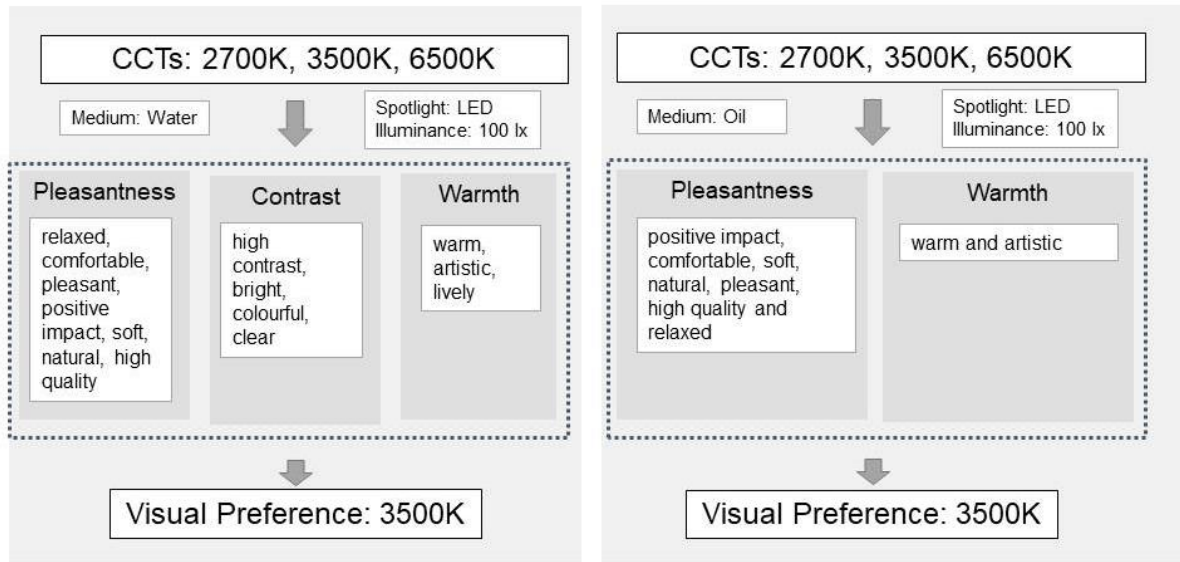 CCTs: 2700K, 3500K, 6500K
Medium: Water
Spotlight: LED
Illuminance: 100 lx
Pleasantness
relaxed,
comfortable,
pleasant,
positive
impact, soft,
natural, high
quality
Contrast
high
contrast,
bright,
colourful,
clear
Warmth
warm,
artistic,
lively
Visual Preference: 3500K
CCTs: 2700K, 3500K, 6500K
Medium: Oil
Spotlight: LED
Illuminance: 100 lx
Pleasantness
positive impact,
comfortable, soft,
natural, pleasant,
high quality and
relaxed
Warmth
warm and artistic
Visual Preference: 3500K